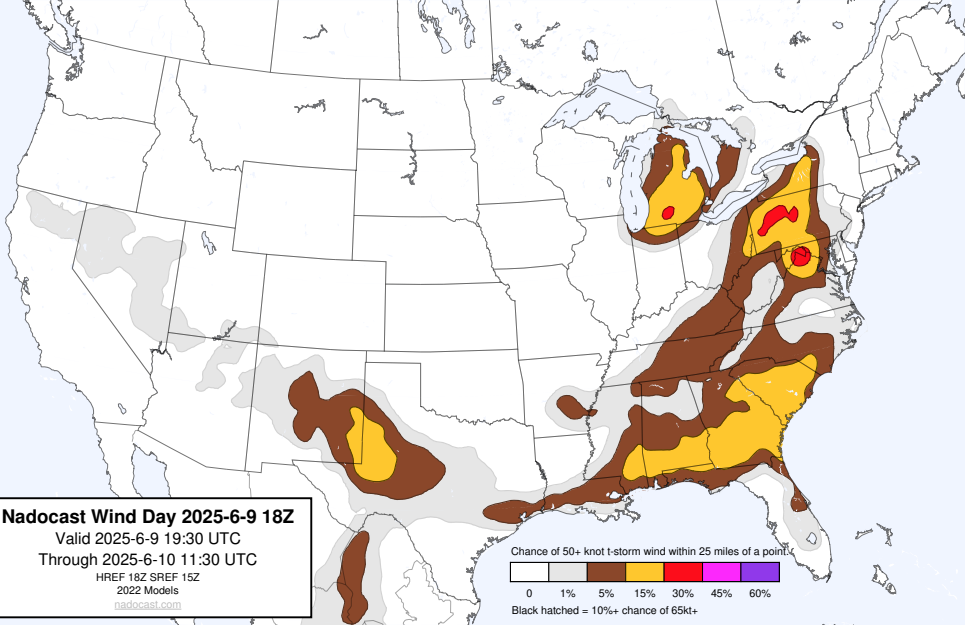 Nadocast Wind Day 2025-6-9 18Z
Valid 2025-6-9 19:30 UTC
Through 2025-6-10 11:30 UTC
HREF 18Z SREF 15Z
2022 Models
nadocast.com
Chance of 50+ knot t-storm wind within 25 miles of a point.
0 1% 5% 15% 30% 45% 60%
Black hatched = 10%+ chance of 65kt+